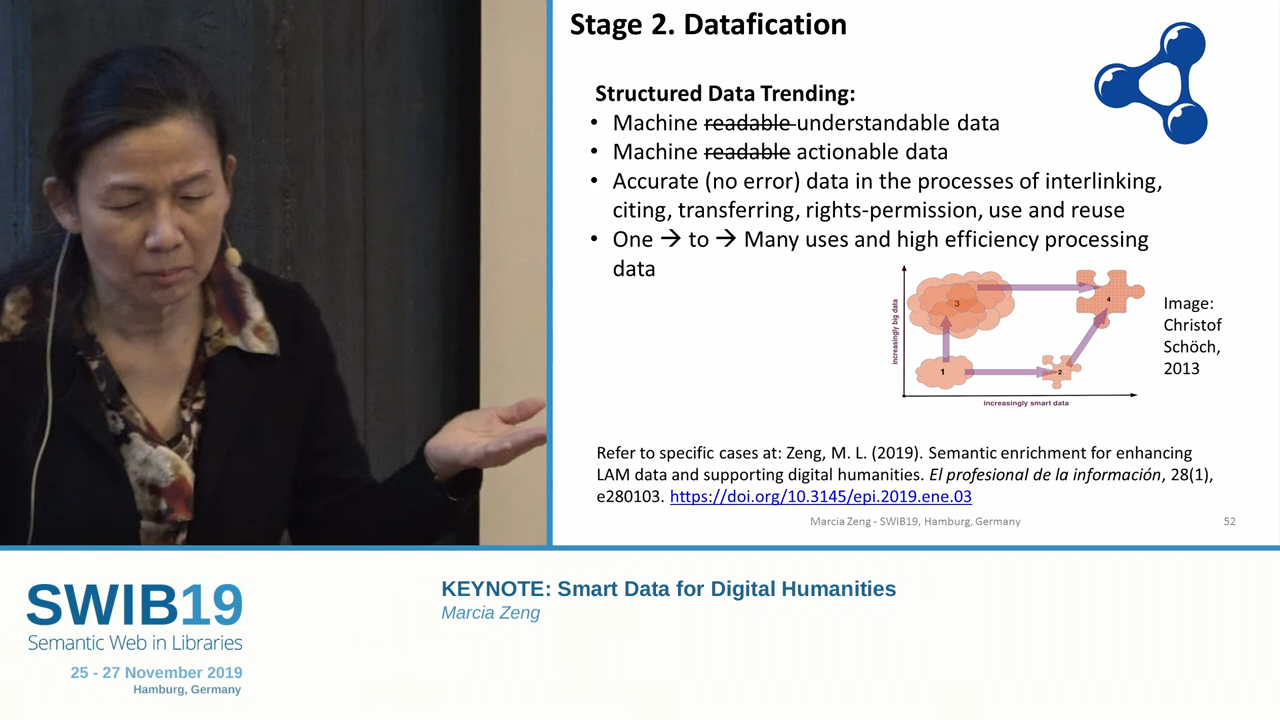 Stage 2. Datafication
Structured Data Trending:
• Machine readable understandable data
• Machine readable actionable data
• Accurate (no error) data in the processes of interlinking,
citing, transferring, rights-permission, use and reuse
• One → to → Many uses and high efficiency processing
data
increasingly big data
3
4
1
2
increasingly smart data
Image:
Christof
Schöch,
2013
Refer to specific cases at: Zeng, M. L. (2019). Semantic enrichment for enhancing
LAM data and supporting digital humanities. El profesional de la información, 28(1),
e280103. https://doi.org/10.3145/epi.2019.ene.03
Marcia Zeng - SWIB19, Hamburg, Germany
52
SWIB19
Semantic Web in Libraries
25 - 27 November 2019
Hamburg, Germany
KEYNOTE: Smart Data for Digital Humanities
Marcia Zeng